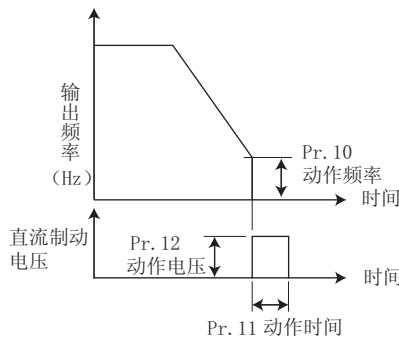 输出频率
(Hz)
Pr.10
动作频率
时间
直流制动
电压
Pr.12
动作电压
时间
Pr.11 动作时间